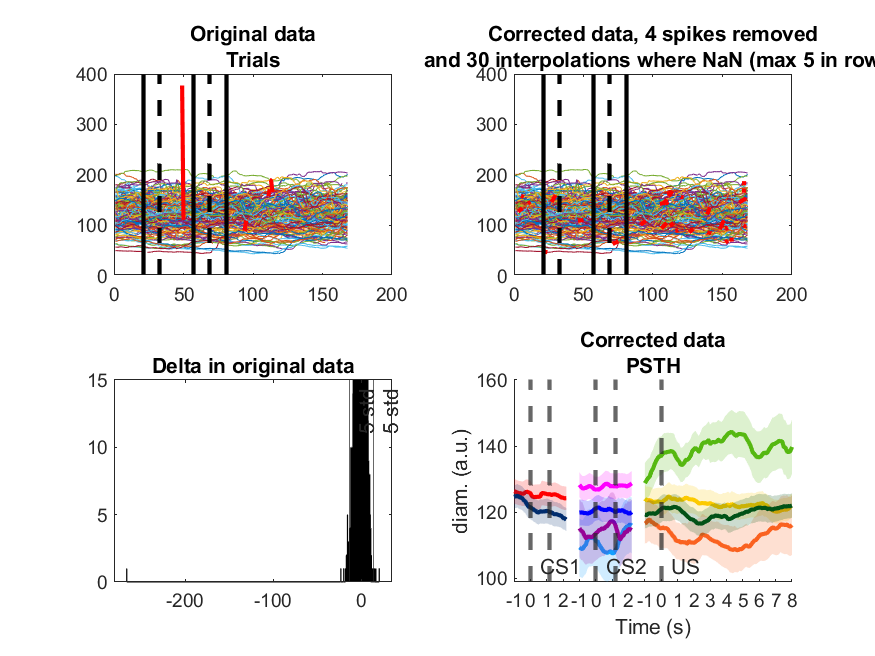 Original data
Trials
400
300
200
100
0
0
50
100
150
200
Corrected data, 4 spikes removed
and 30 interpolations where NaN (max 5 in row
400
300
200
100
0
0
50
100
150
200
Delta in original data
15
10
5
0
-200
-100
0
5 std
5 std
Corrected data
PSTH
160
140
120
100
diam. (a.u.)
CS1
CS2
US
-1 0 1 2 -1 0 1 2 -1 0 1 2 3 4 5 6 7 8
Time (s)